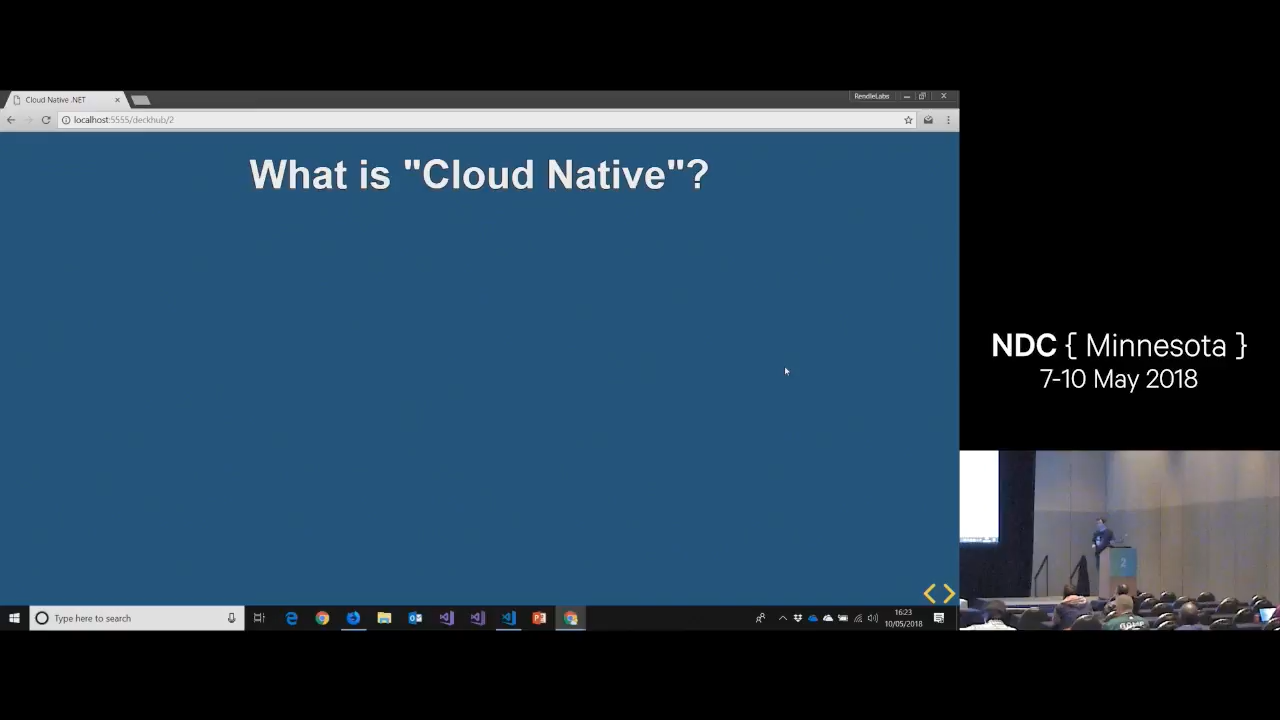 Cloud Native .NET
RendleLabs
localhost:5555/deckhub/2
What is "Cloud Native"?
NDC { Minnesota }
7-10 May 2018
2
Type here to search
16:23
10/05/2018